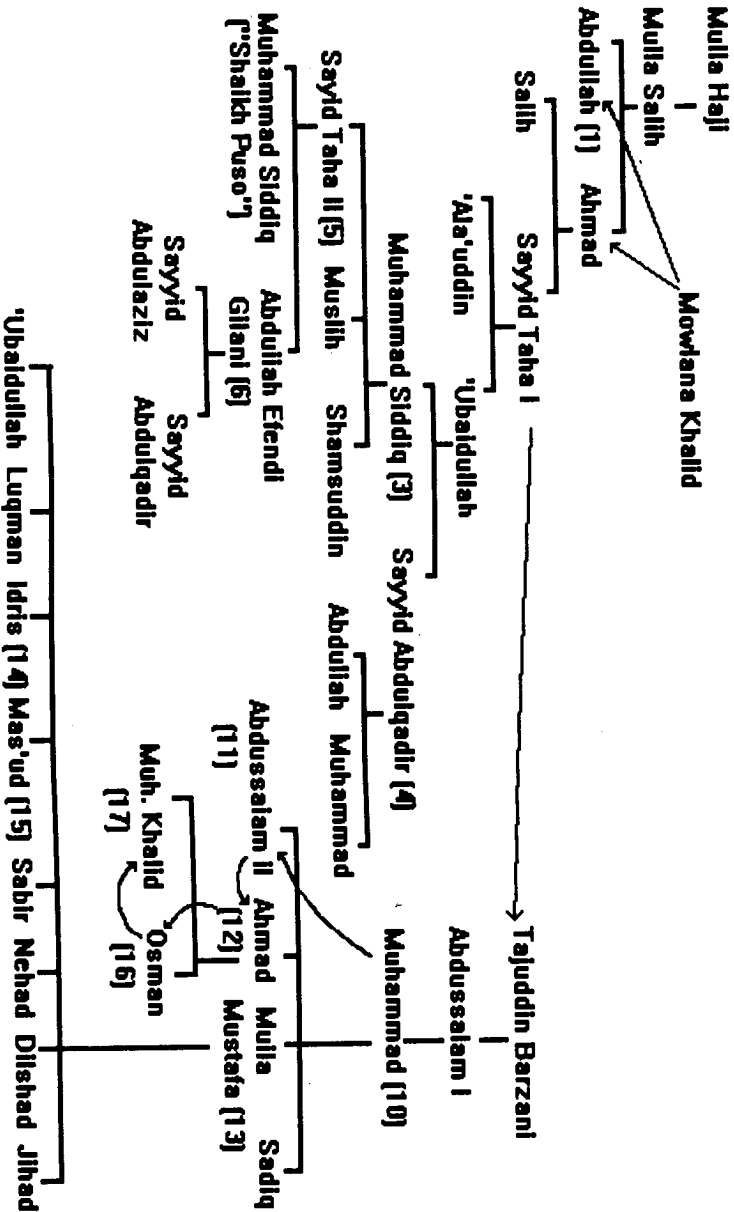 Mulla Haji
Mulla Salih
Mowlana Khalid
Abdullah (1) Ahmad
Salih Sayyid Taha I Tajuddin Barzani
'Ala'uddin 'Ubaidullah Abdussalam I
Muhammad Siddiq (3) Sayyid Abdulqadir (4) Muhammad (10)
Sayid Taha II (5) Muslih Shamsuddin Abdullah Muhammad
Muhammad Siddiq Abdullah Efendi Abdussalam II Ahmad Mulla Sadiq
("Shaikh Puso") Gilani (6) (11) (12) Mustafa (13)
Sayyid Sayyid Muh. Khalid Osman
Abdulaziz Abdulqadir (17) (16)
'Ubaidullah Luqman Idris (14) Mas'ud (15) Sabir Nehad Dilshad Jihad